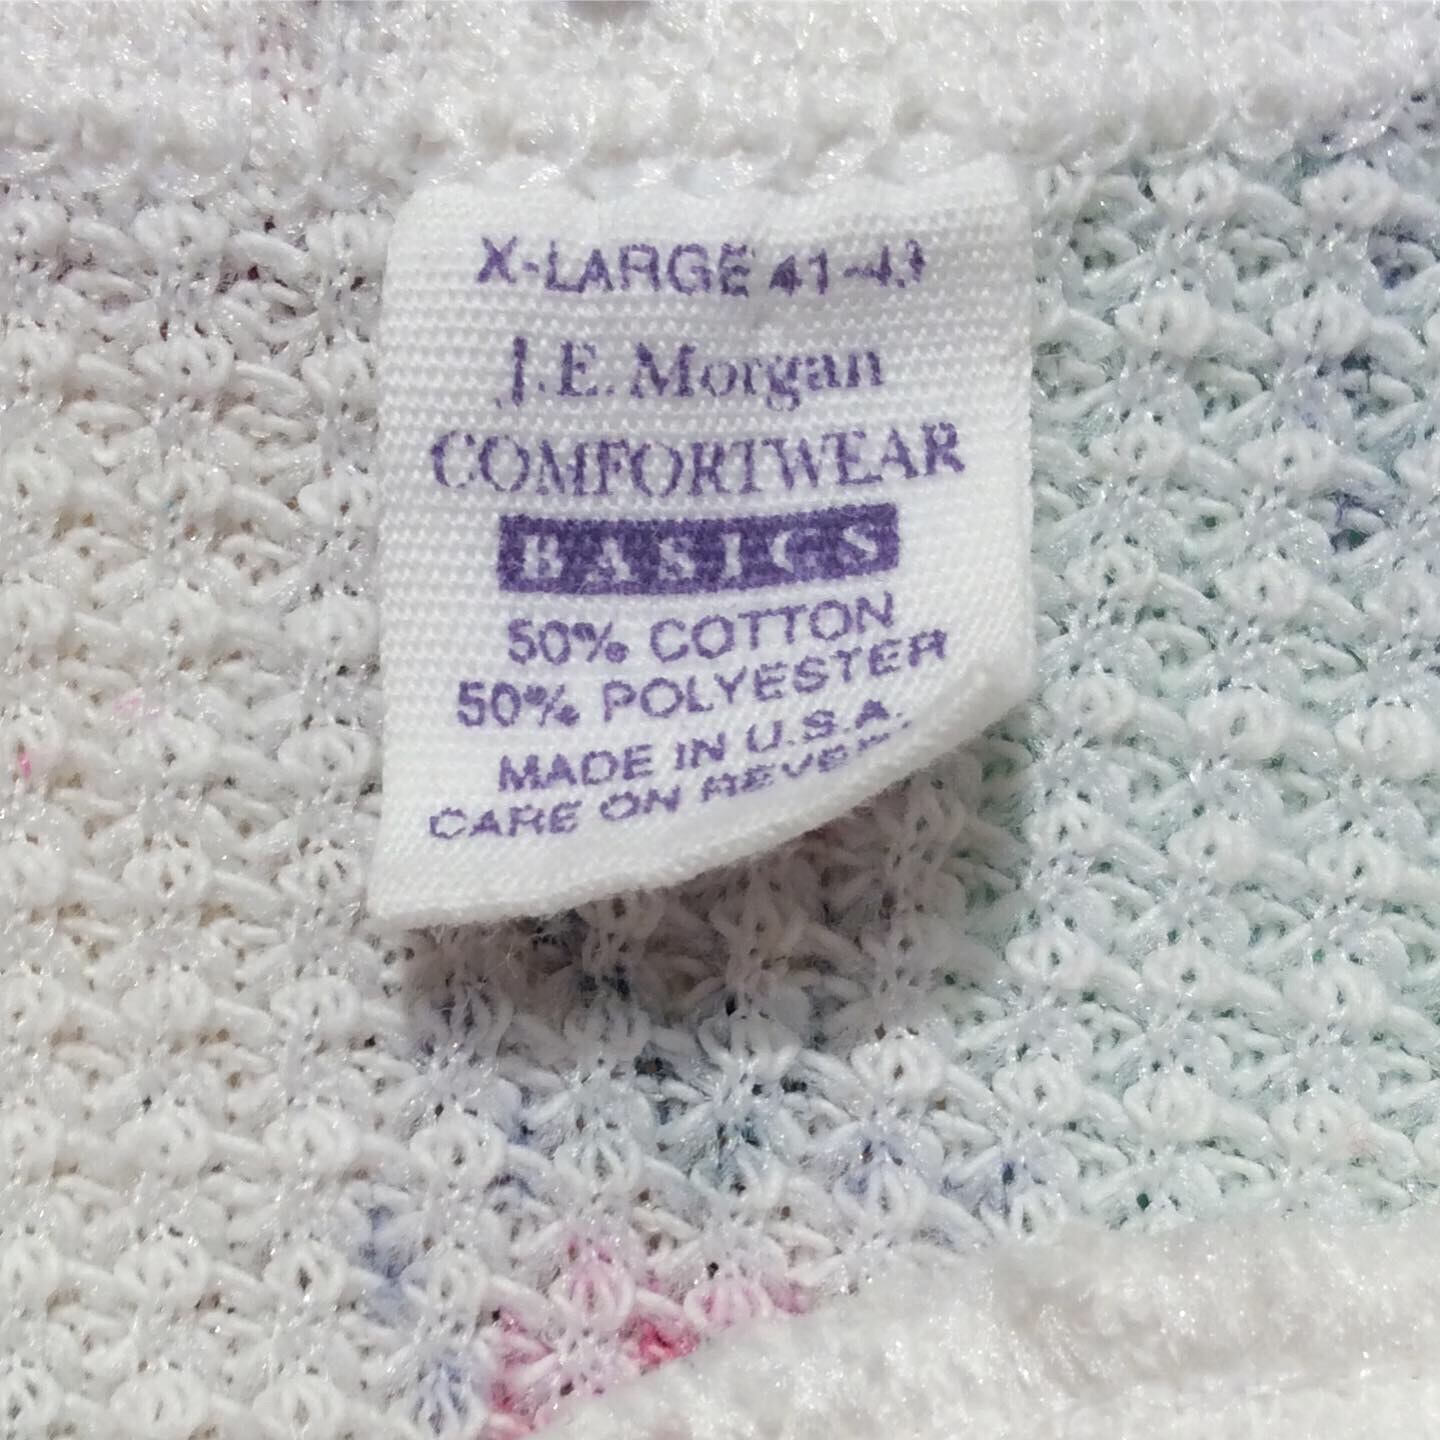 X-LARGE 41-43
J.E. Morgan
COMFORTWEAR
BASICS
50% COTTON
50% POLYESTER
MADE IN U.S.A.
CARE ON